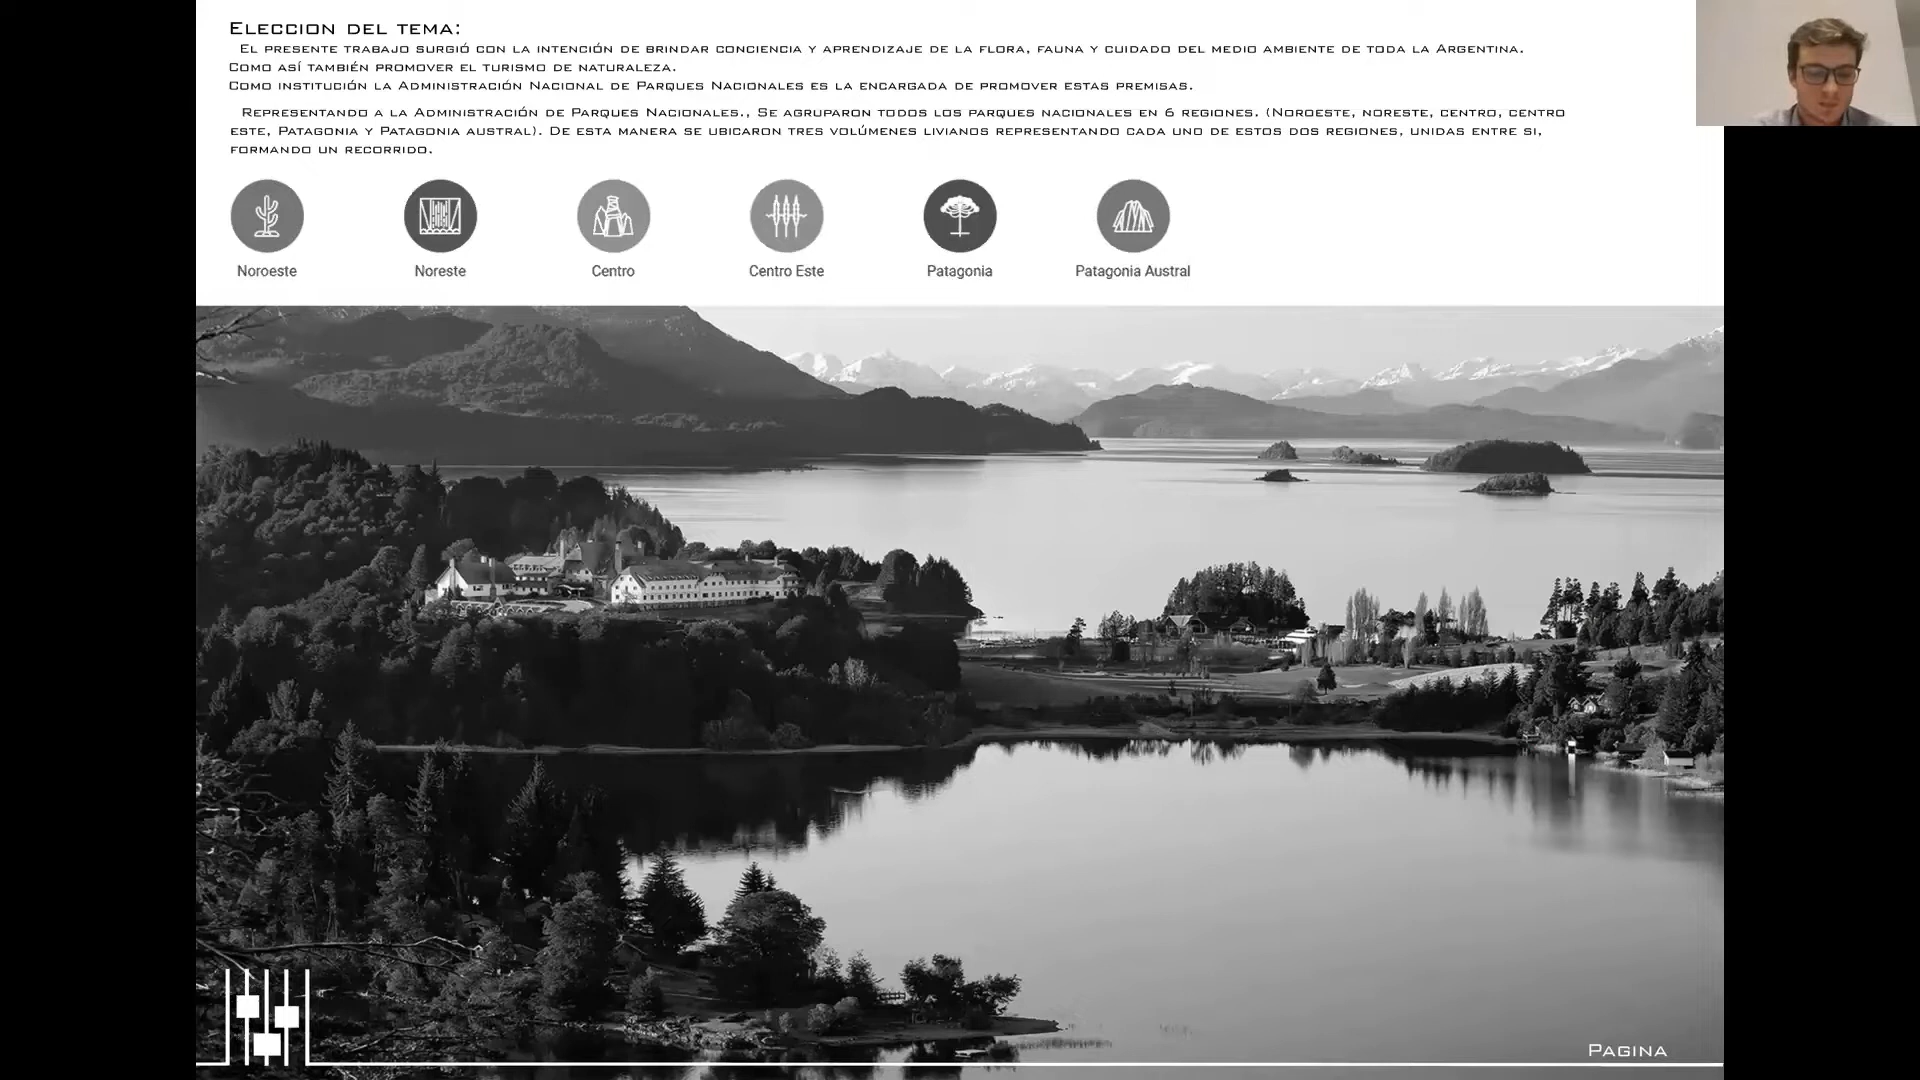 Eleccion del tema:
El presente trabajo surgió con la intención de brindar conciencia y aprendizaje de la flora, fauna y cuidado del medio ambiente de toda la Argentina.
Como así también promover el turismo de naturaleza.
Como institución la Administración Nacional de Parques Nacionales es la encargada de promover estas premisas.
Representando a la Administración de Parques Nacionales., Se agruparon todos los parques nacionales en 6 regiones. (Noroeste, noreste, centro, centro
este, Patagonia y Patagonia austral). De esta manera se ubicaron tres volúmenes livianos representando cada uno de estos dos regiones, unidas entre si,
formando un recorrido.
Noroeste
Noreste
Centro
Centro Este
Patagonia
Patagonia Austral
Pagina